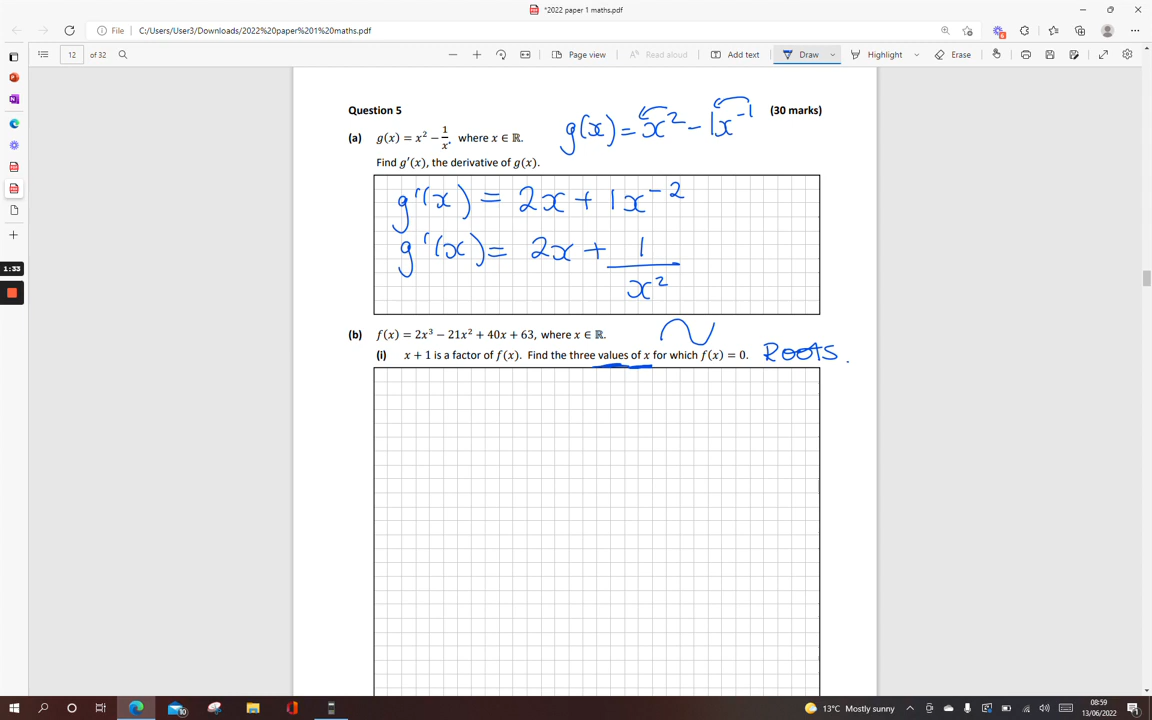 *2022 paper 1 maths.pdf
File
C:/Users/User3/Downloads/2022%20paper%201%20maths.pdf
6
12 of 32
Page view
Read aloud
Add text
Draw
Highlight
Erase
Question 5
(30 marks)
g(x) = x² − 1x⁻¹
(a) g(x) = x² − 1/x, where x ∈ ℝ.
Find g′(x), the derivative of g(x).
g'(x) = 2x + 1x⁻²
g'(x) = 2x + 1/x²
(b) f(x) = 2x³ − 21x² + 40x + 63, where x ∈ ℝ.
(i) x + 1 is a factor of f(x). Find the three values of x for which f(x) = 0.
Roots.
1:33
10
13°C Mostly sunny
08:59
13/06/2022
1